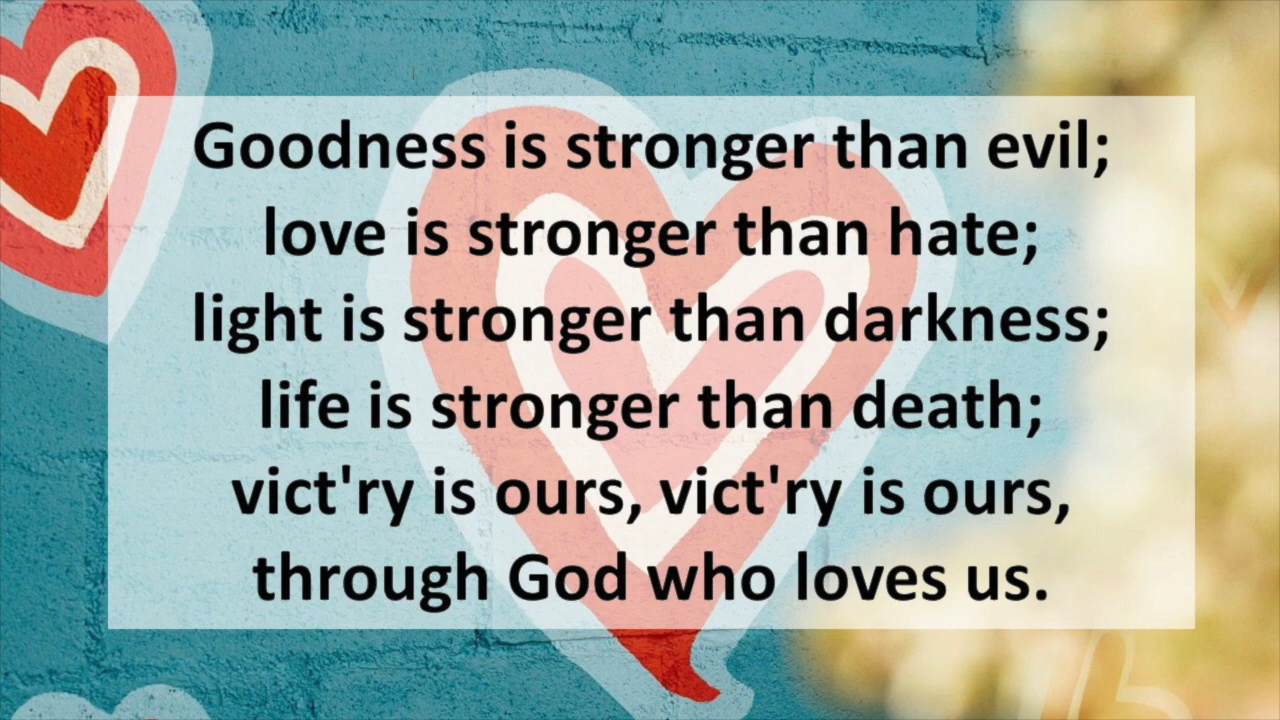 Goodness is stronger than evil;
love is stronger than hate;
light is stronger than darkness;
life is stronger than death;
vict'ry is ours, vict'ry is ours,
through God who loves us.